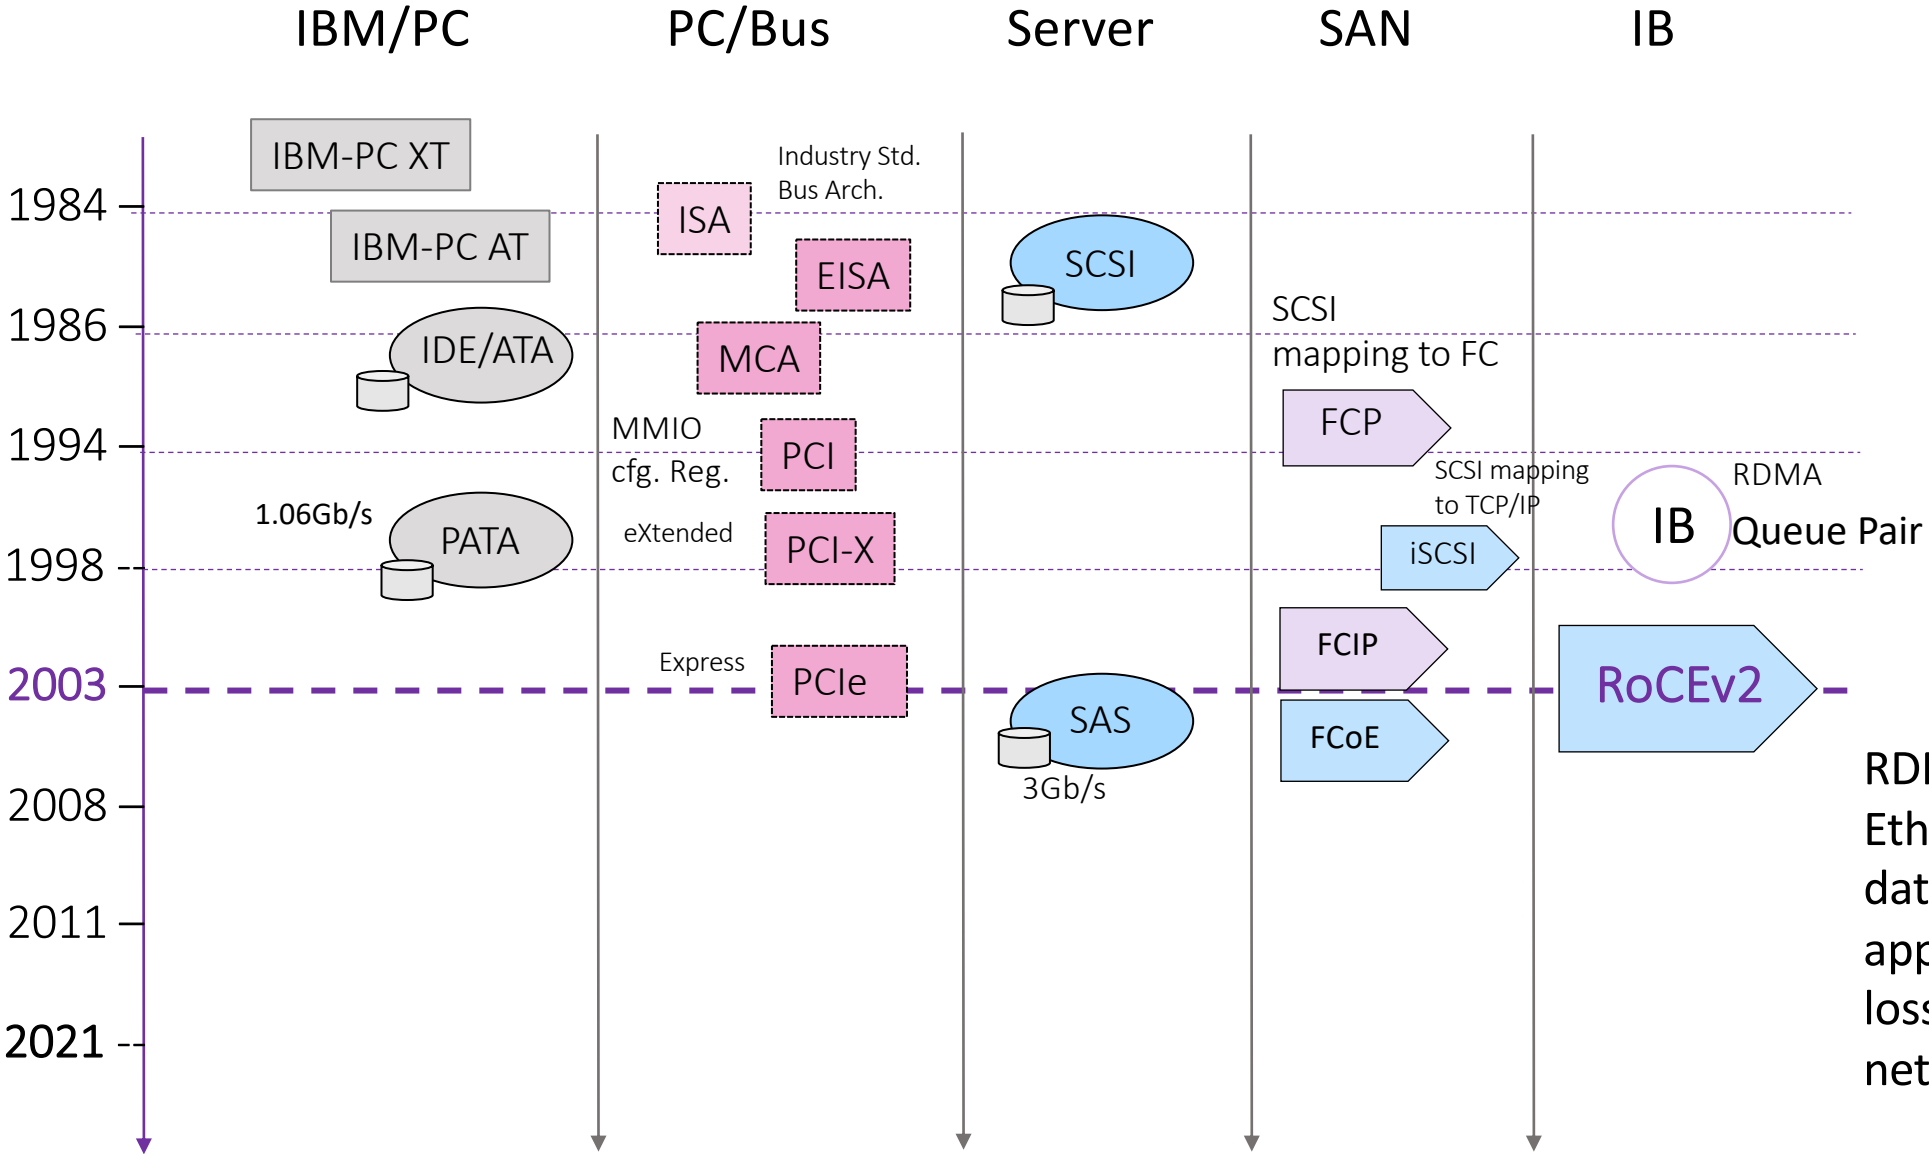 IBM/PC
PC/Bus
Server
SAN
IB
IBM-PC XT
Industry Std.
Bus Arch.
1984
ISA
IBM-PC AT
EISA
SCSI
1986
SCSI
mapping to FC
IDE/ATA
MCA
FCP
1994
MMIO
cfg. Reg.
PCI
SCSI mapping
to TCP/IP
RDMA
IB
Queue Pair
1.06Gb/s
PATA
eXtended
PCI-X
iSCSI
1998
FCIP
Express
PCIe
2003
RoCEv2
SAS
FCoE
3Gb/s
2008
2011
2021